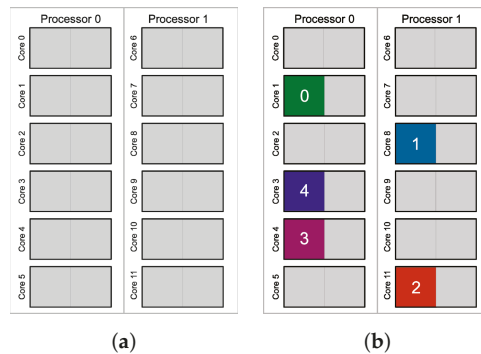 Processor 0 Processor 1
Core 0 Core 6
Core 1 Core 7
Core 2 Core 8
Core 3 Core 9
Core 4 Core 10
Core 5 Core 11
(a)
Processor 0 Processor 1
Core 0 Core 6
Core 1 0 Core 7
Core 2 Core 8 1
Core 3 4 Core 9
Core 4 3 Core 10
Core 5 Core 11 2
(b)